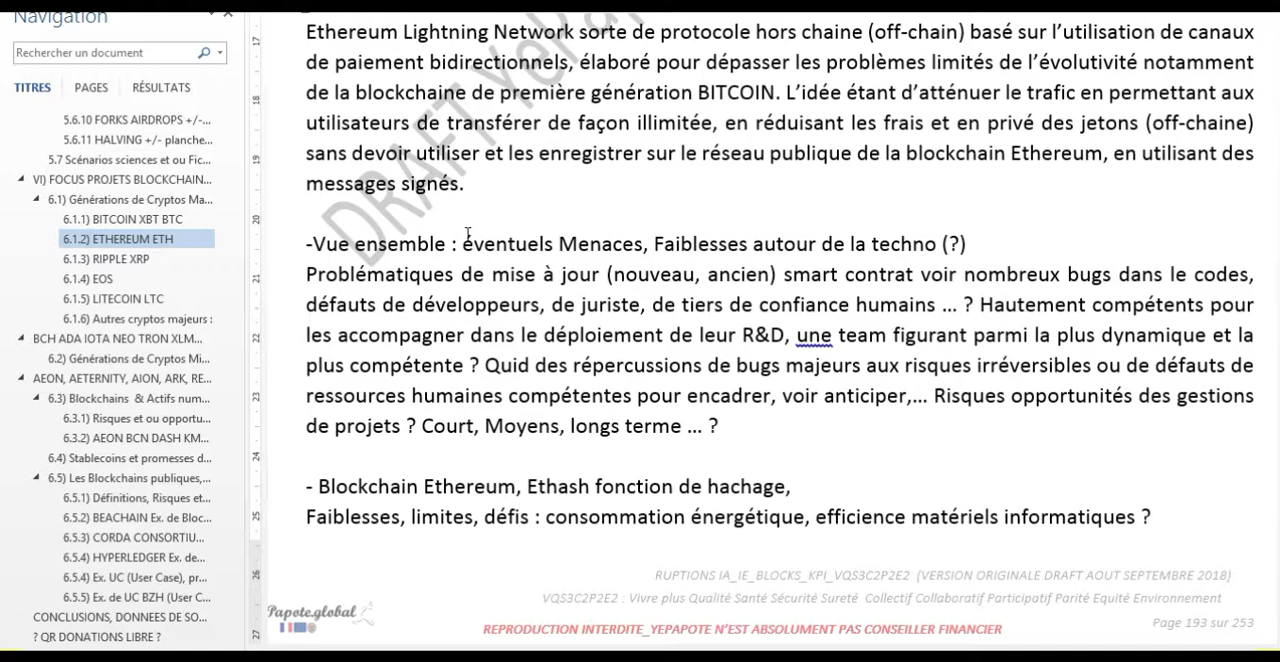 Navigation
Rechercher un document
TITRES PAGES RÉSULTATS
5.6.10 FORKS AIRDROPS +/-...
5.6.11 HALVING +/- planche...
5.7 Scénarios sciences et ou Fic...
VI) FOCUS PROJETS BLOCKCHAIN...
6.1) Générations de Cryptos Ma...
6.1.1) BITCOIN XBT BTC
6.1.2) ETHEREUM ETH
6.1.3) RIPPLE XRP
6.1.4) EOS
6.1.5) LITECOIN LTC
6.1.6) Autres cryptos majeurs :
BCH ADA IOTA NEO TRON XLM...
6.2) Générations de Cryptos Mi...
AEON, AETERNITY, AION, ARK, RE...
6.3) Blockchains & Actifs num...
6.3.1) Risques et ou opportu...
6.3.2) AEON BCN DASH KM...
6.4) Stablecoins et promesses d...
6.5) Les Blockchains publiques,...
6.5.1) Définitions, Risques et...
6.5.2) BEACHAIN Ex. de Bloc...
6.5.3) CORDA CONSORTIU...
6.5.4) HYPERLEDGER Ex. de...
6.5.4) Ex. UC (User Case), pr...
6.5.5) Ex. de UC BZH (User C...
CONCLUSIONS, DONNEES DE SO...
? QR DONATIONS LIBRE ?
17
18
19
20
21
22
23
24
25
26
27
DRAFT YePa
Ethereum Lightning Network sorte de protocole hors chaine (off-chain) basé sur l’utilisation de canaux
de paiement bidirectionnels, élaboré pour dépasser les problèmes limités de l’évolutivité notamment
de la blockchaine de première génération BITCOIN. L’idée étant d’atténuer le trafic en permettant aux
utilisateurs de transférer de façon illimitée, en réduisant les frais et en privé des jetons (off-chaine)
sans devoir utiliser et les enregistrer sur le réseau publique de la blockchain Ethereum, en utilisant des
messages signés.
-Vue ensemble : éventuels Menaces, Faiblesses autour de la techno (?)
Problématiques de mise à jour (nouveau, ancien) smart contrat voir nombreux bugs dans le codes,
défauts de développeurs, de juriste, de tiers de confiance humains ... ? Hautement compétents pour
les accompagner dans le déploiement de leur R&D, une team figurant parmi la plus dynamique et la
plus compétente ? Quid des répercussions de bugs majeurs aux risques irréversibles ou de défauts de
ressources humaines compétentes pour encadrer, voir anticiper,... Risques opportunités des gestions
de projets ? Court, Moyens, longs terme ... ?
- Blockchain Ethereum, Ethash fonction de hachage,
Faiblesses, limites, défis : consommation énergétique, efficience matériels informatiques ?
RUPTIONS IA_IE_BLOCKS_KPI_VQS3C2P2E2 (VERSION ORIGINALE DRAFT AOUT SEPTEMBRE 2018)
VQS3C2P2E2 : Vivre plus Qualité Santé Sécurité Sureté Collectif Collaboratif Participatif Parité Equité Environnement
Papote.global
REPRODUCTION INTERDITE_YEPAPOTE N’EST ABSOLUMENT PAS CONSEILLER FINANCIER
Page 193 sur 253